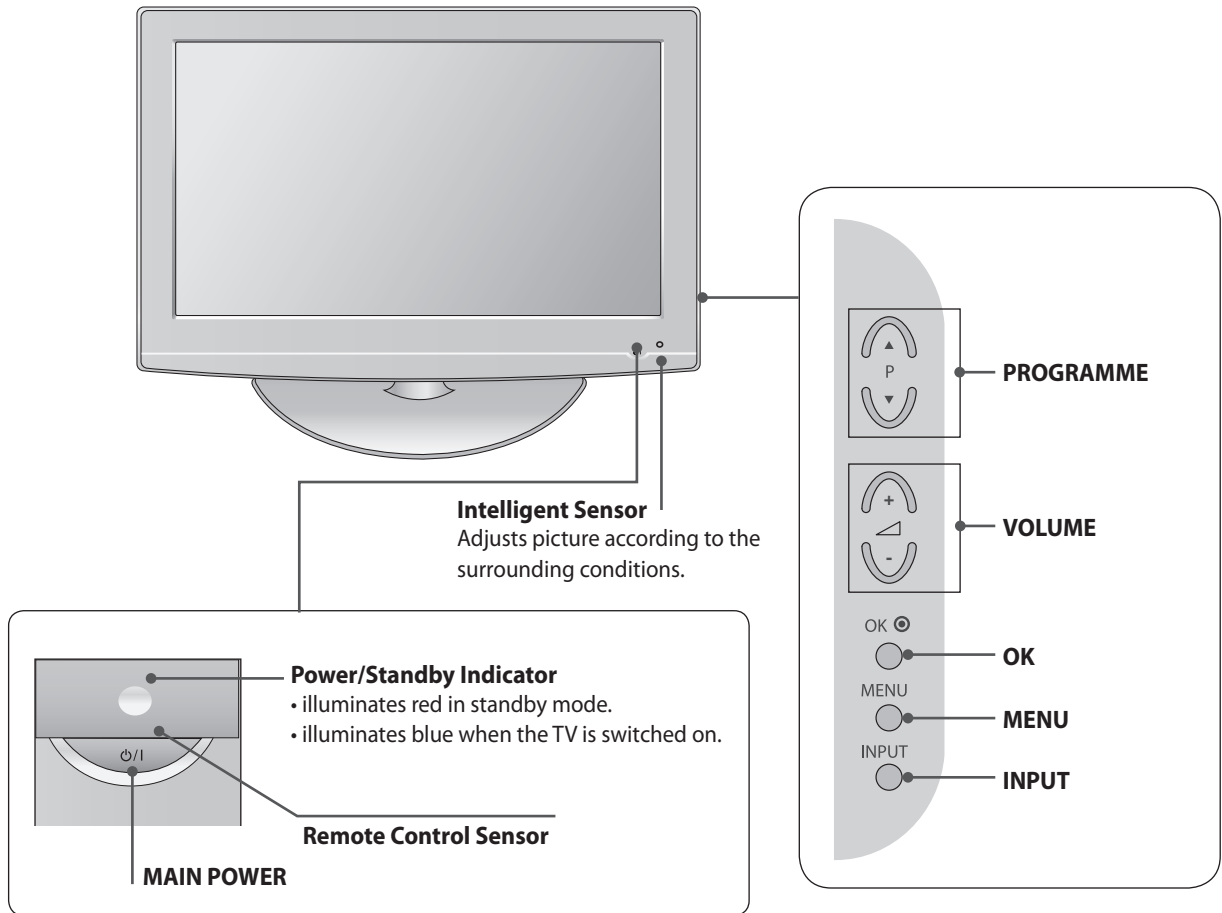 P
PROGRAMME
+
-
VOLUME
OK
OK
MENU
MENU
INPUT
INPUT
Intelligent Sensor
Adjusts picture according to the
surrounding conditions.
Power/Standby Indicator
• illuminates red in standby mode.
• illuminates blue when the TV is switched on.
/I
Remote Control Sensor
MAIN POWER